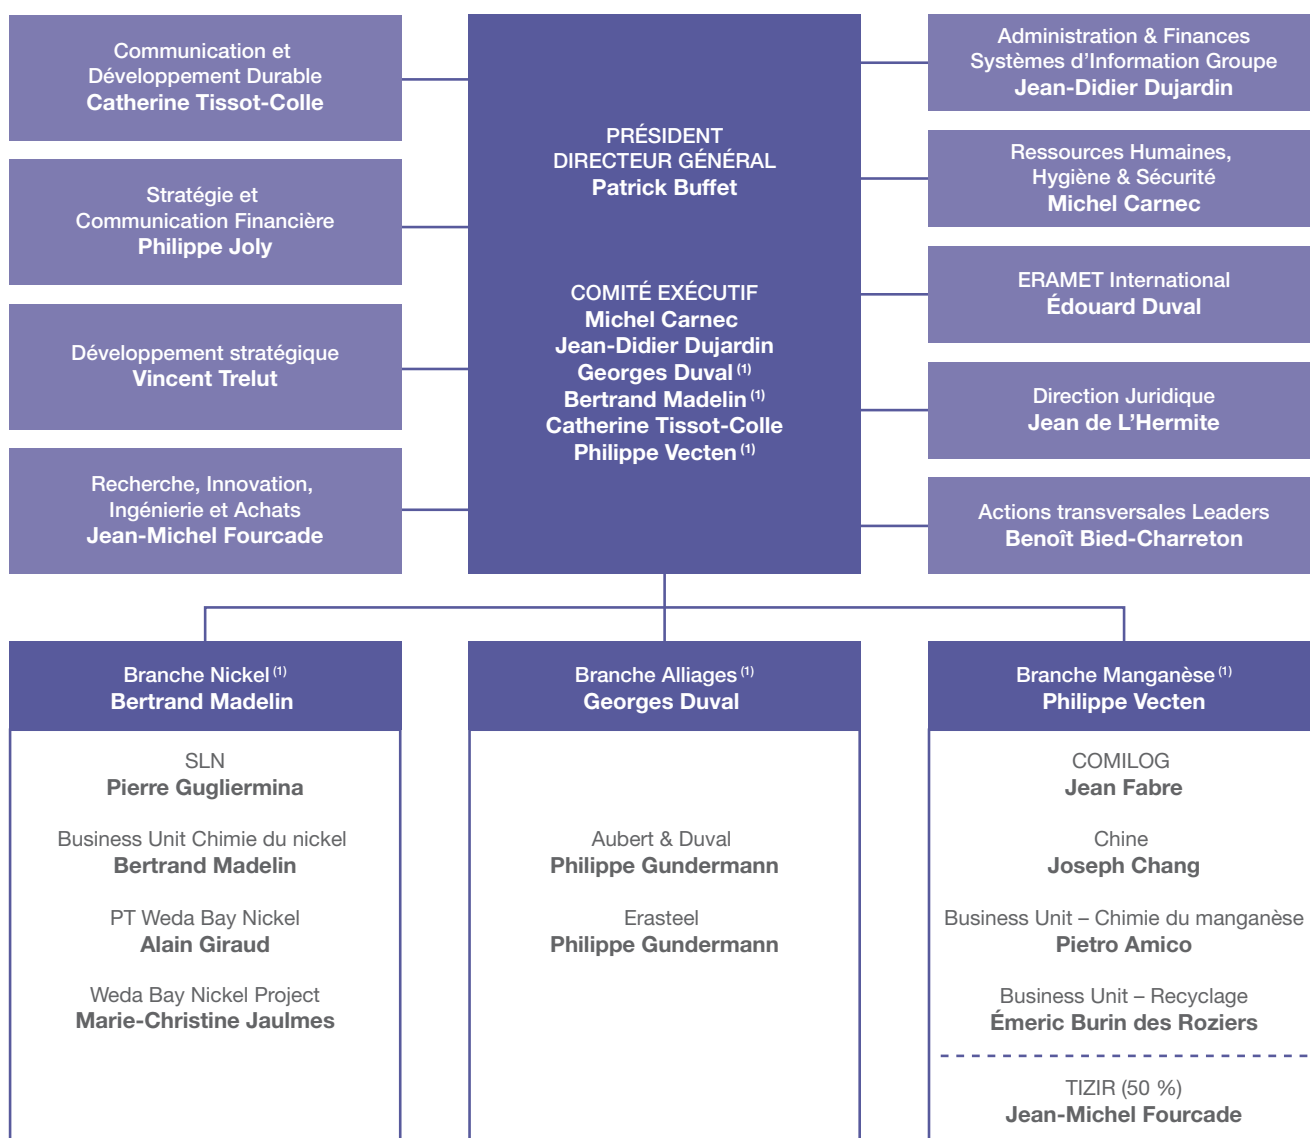 Communication et
Développement Durable
Catherine Tissot-Colle
Stratégie et
Communication Financière
Philippe Joly
Développement stratégique
Vincent Trelut
Recherche, Innovation,
Ingénierie et Achats
Jean-Michel Fourcade
PRÉSIDENT
DIRECTEUR GÉNÉRAL
Patrick Buffet
COMITÉ EXÉCUTIF
Michel Carnec
Jean-Didier Dujardin
Georges Duval (1)
Bertrand Madelin (1)
Catherine Tissot-Colle
Philippe Vecten (1)
Administration & Finances
Systèmes d’Information Groupe
Jean-Didier Dujardin
Ressources Humaines,
Hygiène & Sécurité
Michel Carnec
ERAMET International
Édouard Duval
Direction Juridique
Jean de L’Hermite
Actions transversales Leaders
Benoît Bied-Charreton
Branche Nickel (1)
Bertrand Madelin
SLN
Pierre Gugliermina
Business Unit Chimie du nickel
Bertrand Madelin
PT Weda Bay Nickel
Alain Giraud
Weda Bay Nickel Project
Marie-Christine Jaulmes
Branche Alliages (1)
Georges Duval
Aubert & Duval
Philippe Gundermann
Erasteel
Philippe Gundermann
Branche Manganèse (1)
Philippe Vecten
COMILOG
Jean Fabre
Chine
Joseph Chang
Business Unit – Chimie du manganèse
Pietro Amico
Business Unit – Recyclage
Émeric Burin des Roziers
TIZIR (50 %)
Jean-Michel Fourcade